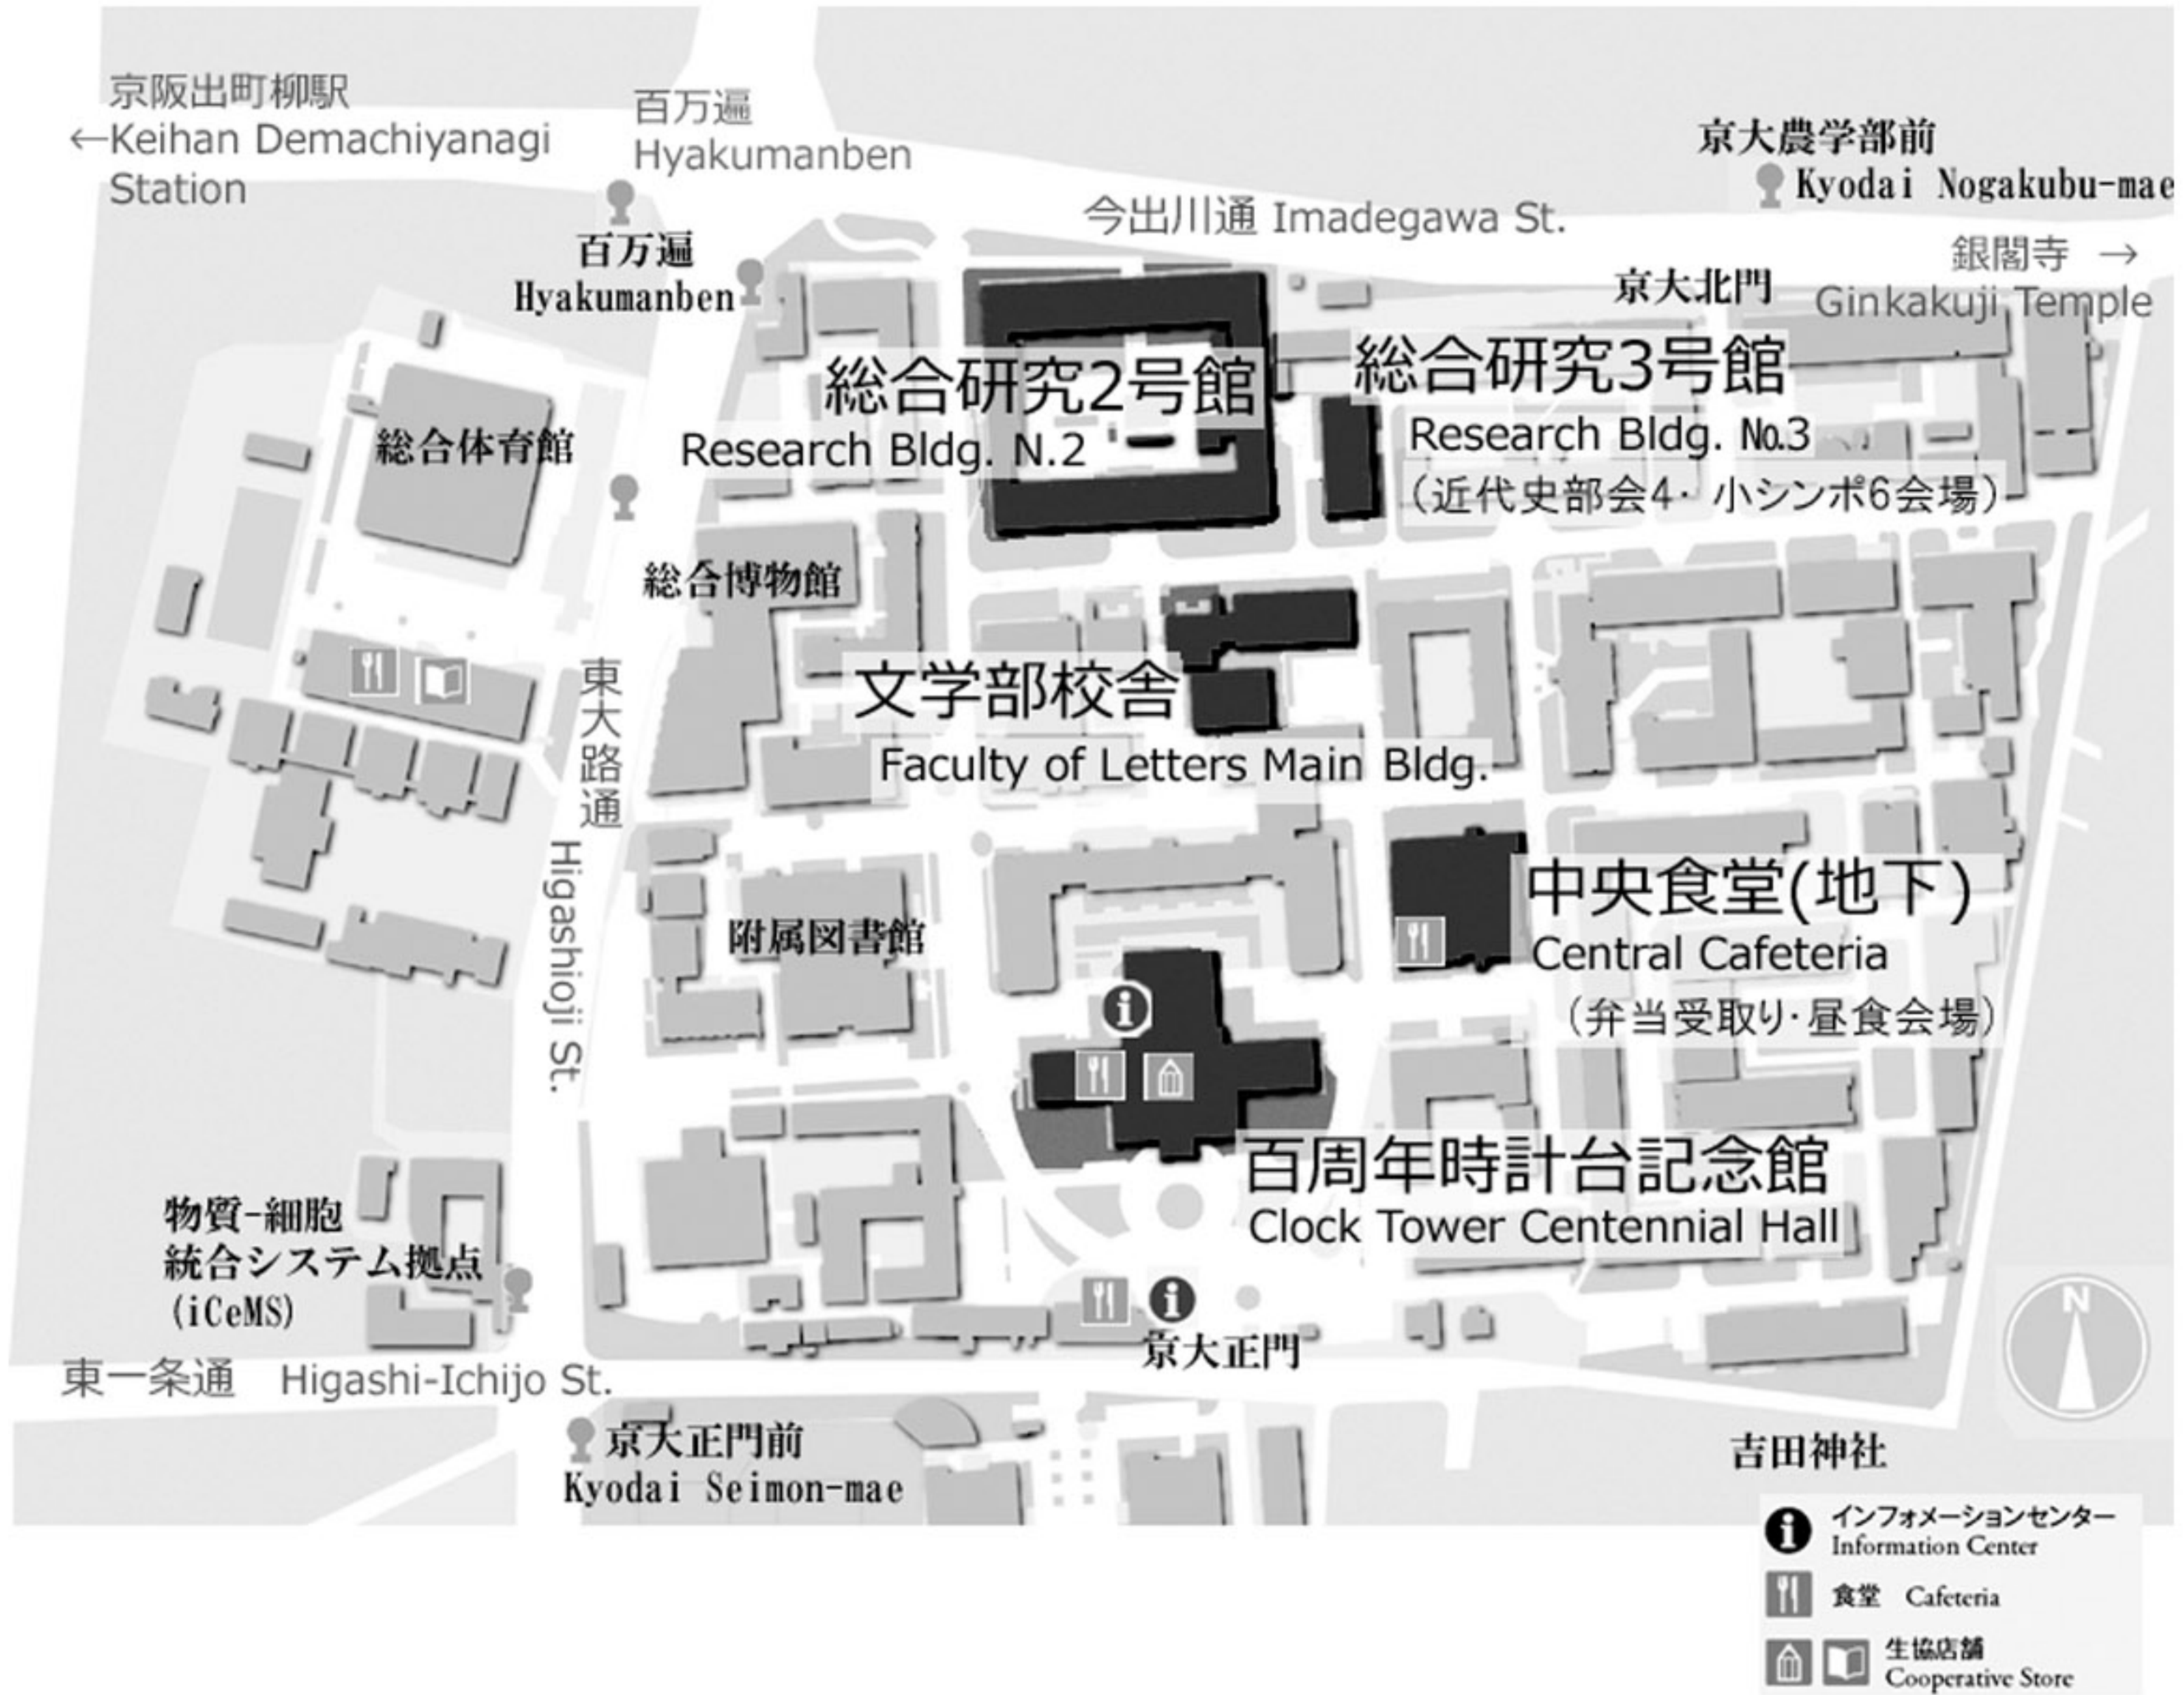 京阪出町柳駅
←Keihan Demachiyanagi
Station
百万遍
Hyakumanben
京大農学部前
Kyodai Nogakubu-mae
今出川通 Imadegawa St.
百万遍
Hyakumanben
銀閣寺 →
Ginkakuji Temple
京大北門
総合研究2号館
Research Bldg. N.2
総合研究3号館
Research Bldg. №.3
(近代史部会4・小シンポ6会場)
総合体育館
総合博物館
文学部校舎
Faculty of Letters Main Bldg.
東大路通
Higashioji St.
中央食堂(地下)
Central Cafeteria
(弁当受取り・昼食会場)
附属図書館
百周年時計台記念館
Clock Tower Centennial Hall
物質-細胞
統合システム拠点
(iCeMS)
京大正門
東一条通 Higashi-Ichijo St.
京大正門前
Kyodai Seimon-mae
吉田神社
N
インフォメーションセンター
Information Center
食堂 Cafeteria
生協店舗
Cooperative Store